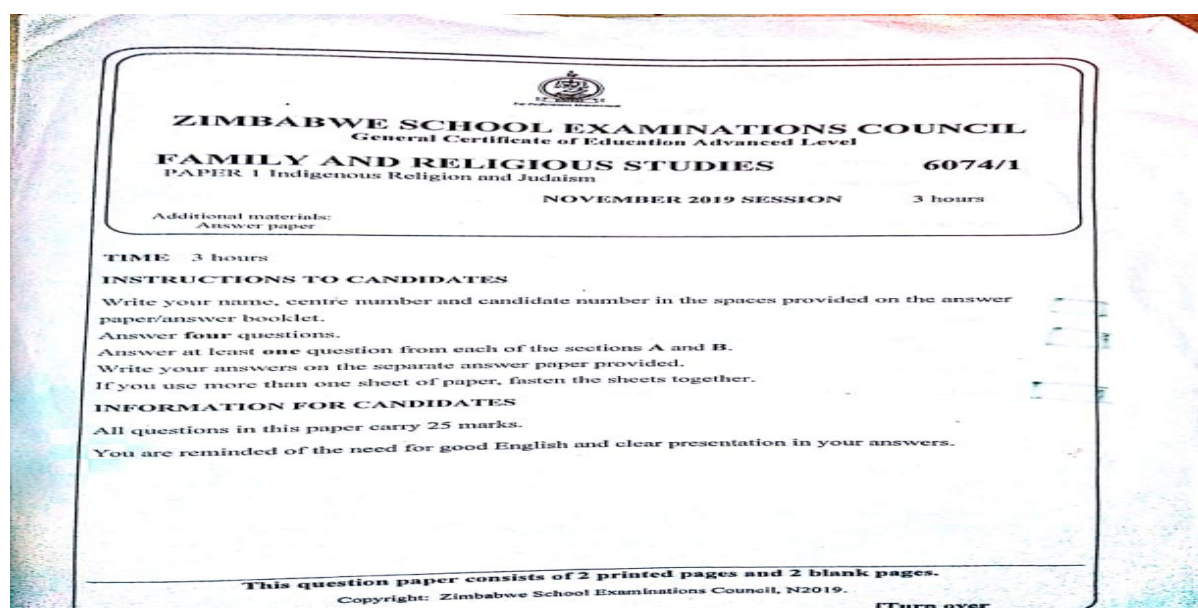 ZIMBABWE SCHOOL EXAMINATIONS COUNCIL
General Certificate of Education Advanced Level
FAMILY AND RELIGIOUS STUDIES 6074/1
PAPER 1 Indigenous Religion and Judaism
NOVEMBER 2019 SESSION 3 hours
Additional materials:
Answer paper
TIME 3 hours
INSTRUCTIONS TO CANDIDATES
Write your name, centre number and candidate number in the spaces provided on the answer
paper/answer booklet.
Answer four questions.
Answer at least one question from each of the sections A and B.
Write your answers on the separate answer paper provided.
If you use more than one sheet of paper, fasten the sheets together.
INFORMATION FOR CANDIDATES
All questions in this paper carry 25 marks.
You are reminded of the need for good English and clear presentation in your answers.
This question paper consists of 2 printed pages and 2 blank pages.
Copyright: Zimbabwe School Examinations Council, N2019.
[Turn over